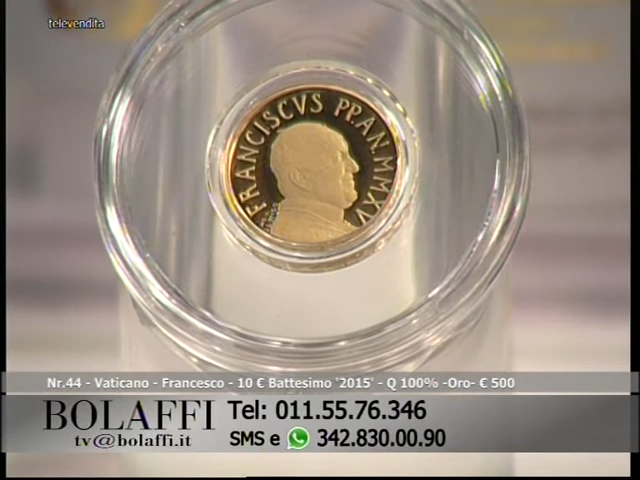 televendita
FRANCISCVS PP. AN. MMXV
Nr.44 - Vaticano - Francesco - 10 € Battesimo '2015' - Q 100% -Oro- € 500
BOLAFFI
tv@bolaffi.it
Tel: 011.55.76.346
SMS e 342.830.00.90